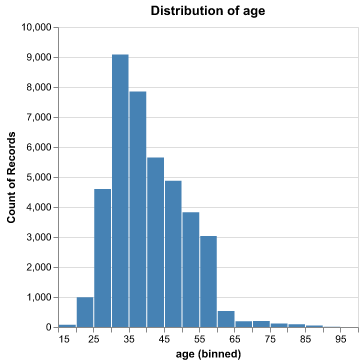 Distribution of age
10,000
9,000
8,000
7,000
6,000
5,000
4,000
3,000
2,000
1,000
0
Count of Records
15 25 35 45 55 65 75 85 95
age (binned)